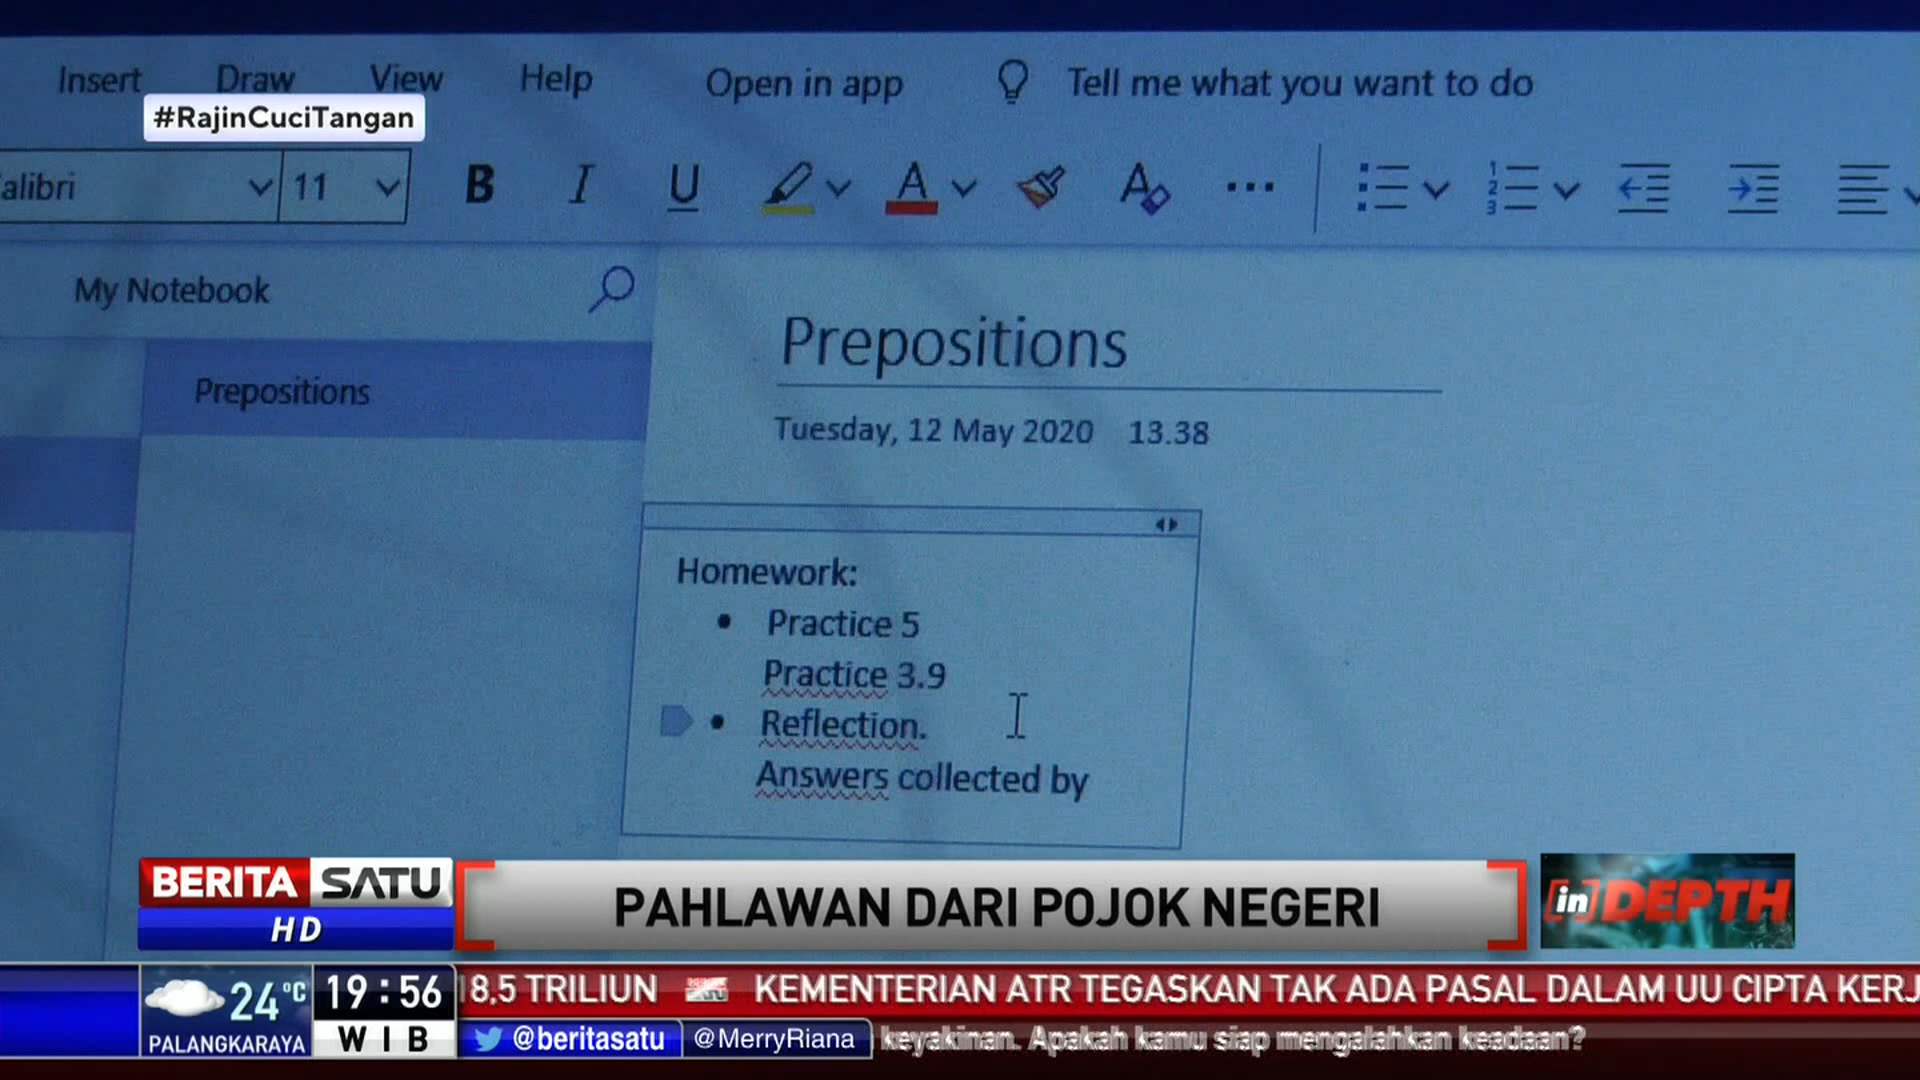 Insert Draw View Help Open in app Tell me what you want to do
#RajinCuciTangan
alibri 11 B I U A A
My Notebook
Prepositions
Prepositions
Tuesday, 12 May 2020 13.38
Homework:
• Practice 5
Practice 3.9
• Reflection.
Answers collected by
BERITA SATU
HD
PAHLAWAN DARI POJOK NEGERI
[in] DEPTH
24°C
PALANGKARAYA
19:56
WIB
8,5 TRILIUN KEMENTERIAN ATR TEGASKAN TAK ADA PASAL DALAM UU CIPTA KERJ
@beritasatu @MerryRiana keyakinan. Apakah kamu siap mengalahkan keadaan?